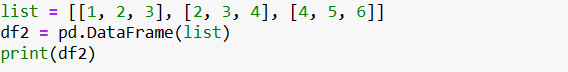 list = [[1, 2, 3], [2, 3, 4], [4, 5, 6]]
df2 = pd.DataFrame(list)
print(df2)